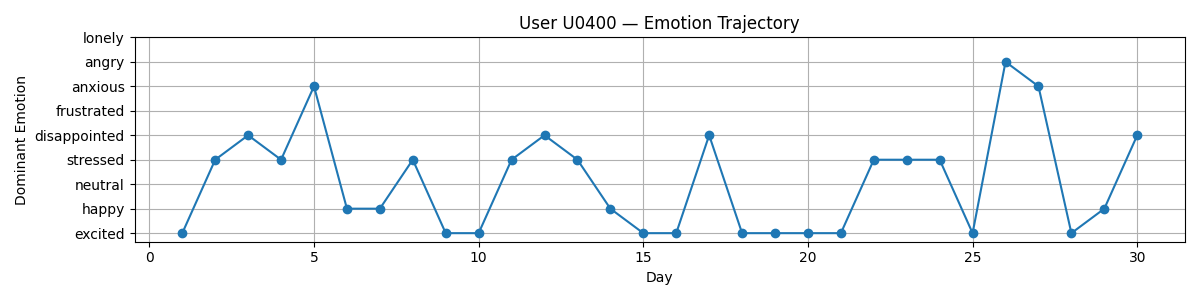 User U0400 — Emotion Trajectory
Dominant Emotion
lonely
angry
anxious
frustrated
disappointed
stressed
neutral
happy
excited
0 5 10 15 20 25 30
Day